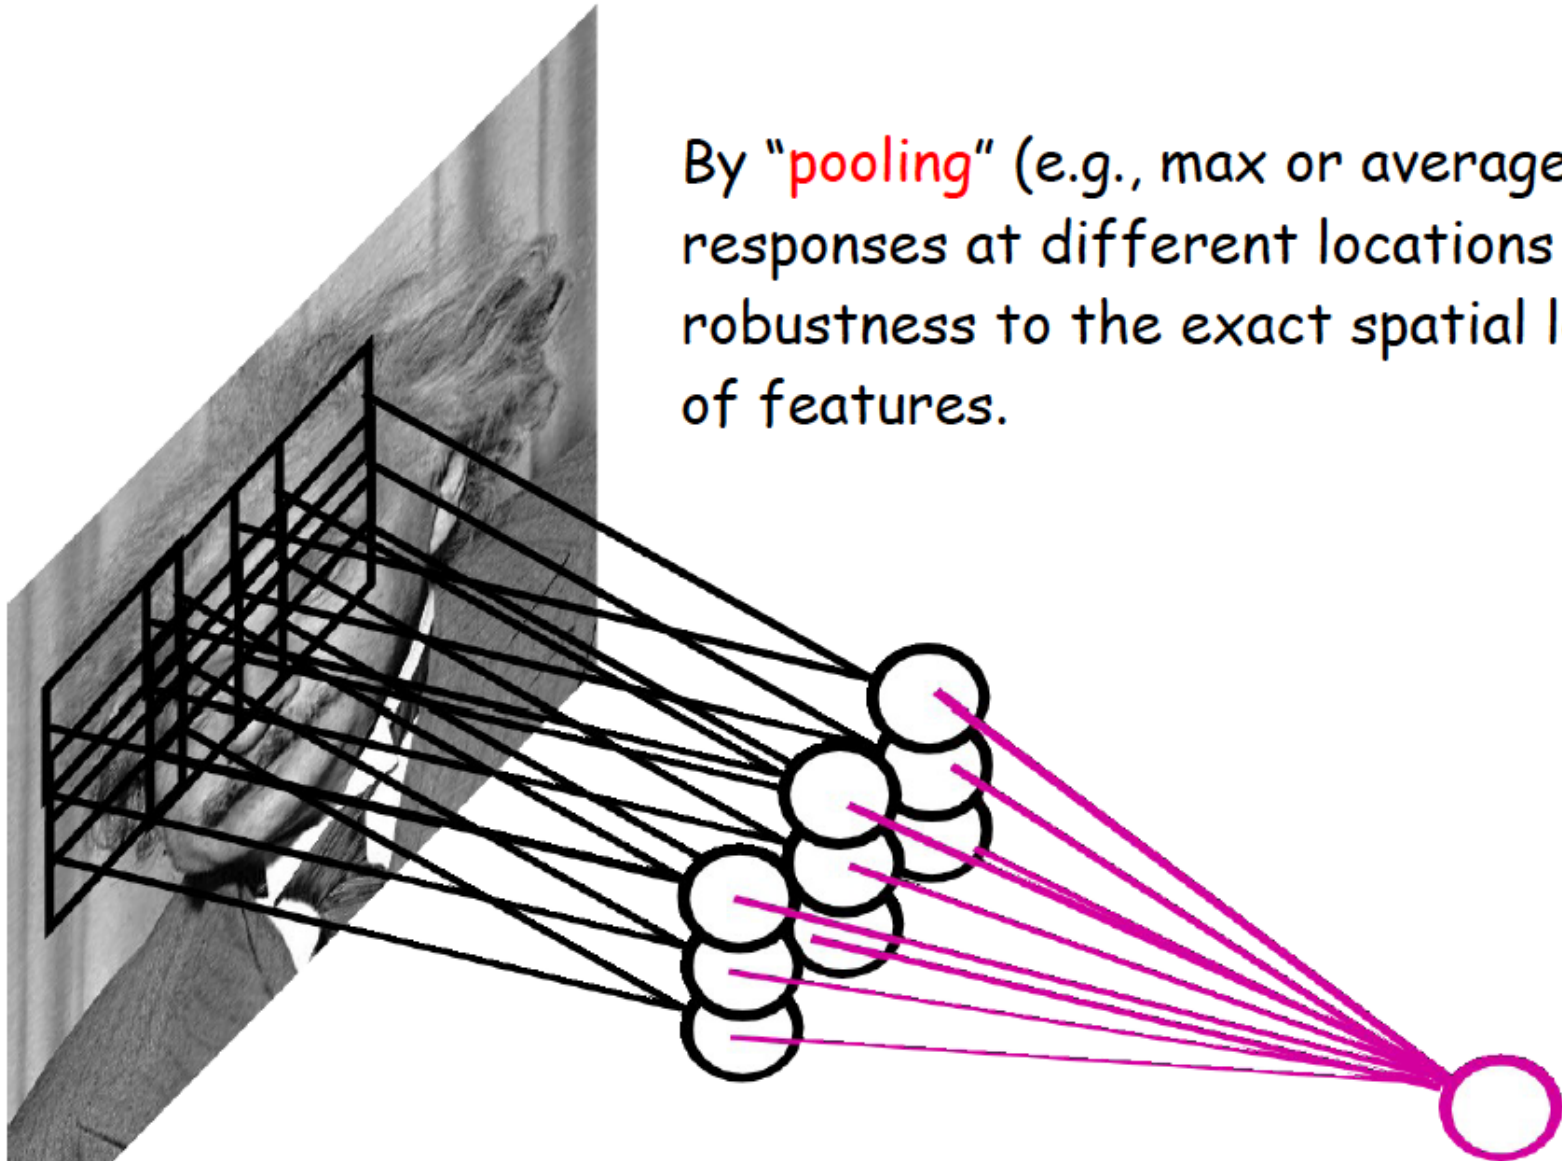 By “pooling” (e.g., max or average
responses at different locations
robustness to the exact spatial l
of features.